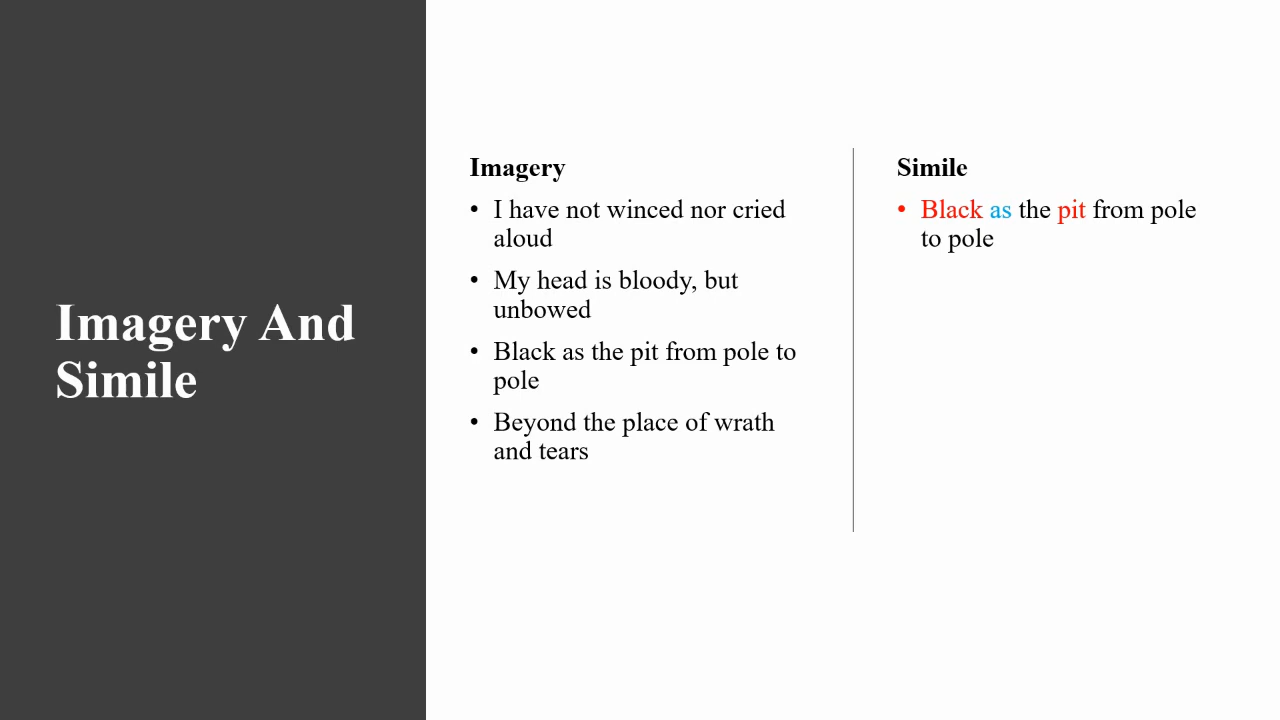 Imagery And
Simile
Imagery
• I have not winced nor cried
aloud
• My head is bloody, but
unbowed
• Black as the pit from pole to
pole
• Beyond the place of wrath
and tears
Simile
• Black as the pit from pole
to pole